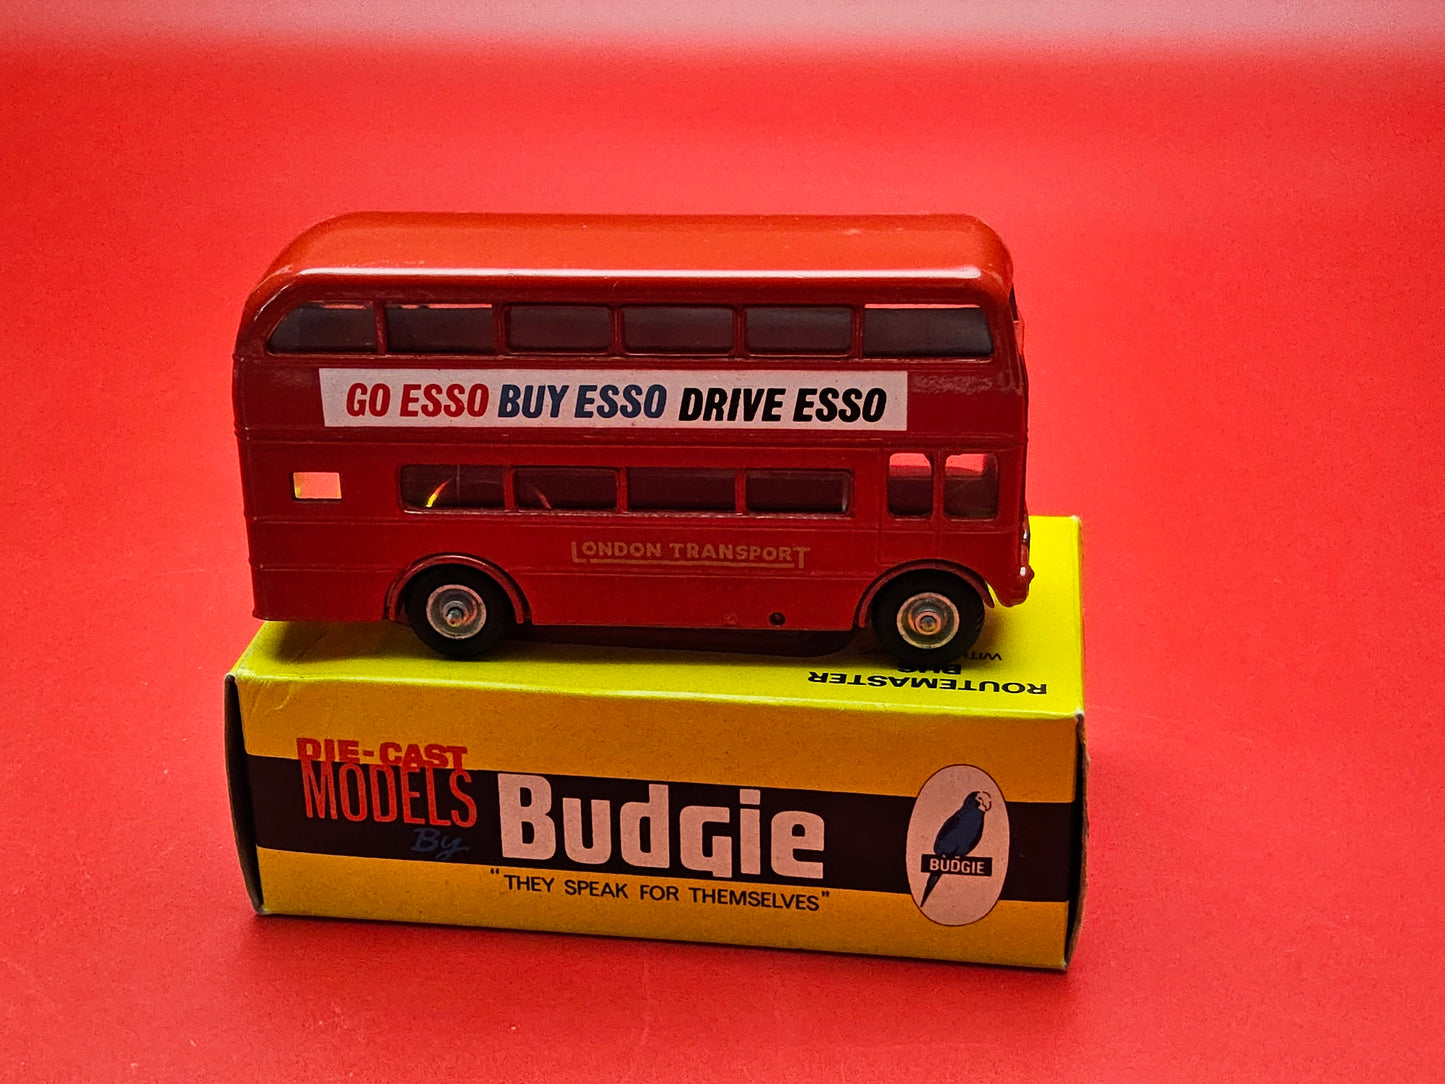 GO ESSO BUY ESSO DRIVE ESSO
LONDON TRANSPORT
ROUTEMASTER
BUS
DIE-CAST
MODELS
By
Budgie
"THEY SPEAK FOR THEMSELVES"
BUDGIE